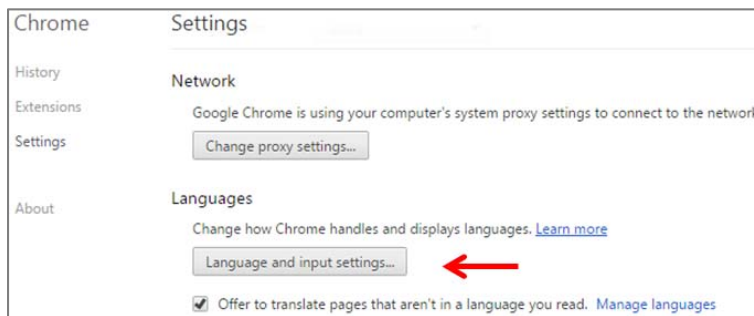 Chrome
Settings
History
Extensions
Settings
About
Network
Google Chrome is using your computer's system proxy settings to connect to the network
Change proxy settings...
Languages
Change how Chrome handles and displays languages. Learn more
Language and input settings...
Offer to translate pages that aren't in a language you read. Manage languages